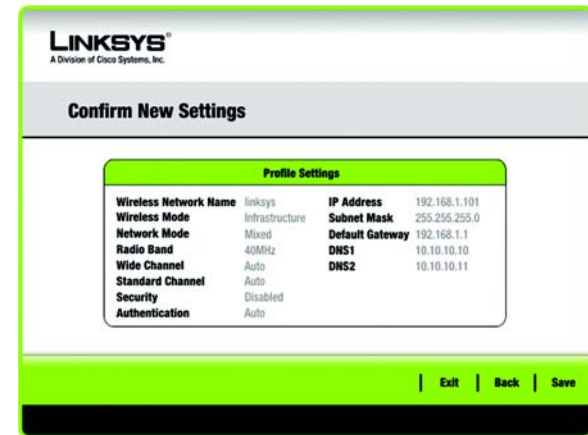 LINKSYS®
A Division of Cisco Systems, Inc.
Confirm New Settings
Profile Settings
Wireless Network Name linksys
Wireless Mode Infrastructure
Network Mode Mixed
Radio Band 40MHz
Wide Channel Auto
Standard Channel Auto
Security Disabled
Authentication Auto
IP Address 192.168.1.101
Subnet Mask 255.255.255.0
Default Gateway 192.168.1.1
DNS1 10.10.10.10
DNS2 10.10.10.11
Exit | Back | Save